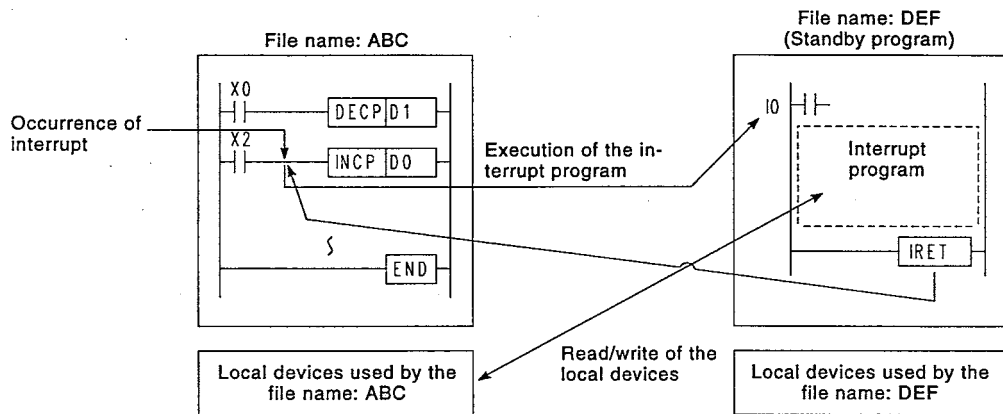 File name: ABC
File name: DEF
(Standby program)
Occurrence of
interrupt
X0
DECP D1
X2
INCP D0
END
Execution of the in-
terrupt program
I0
Interrupt
program
IRET
Read/write of the
local devices
Local devices used by the
file name: ABC
Local devices used by the
file name: DEF